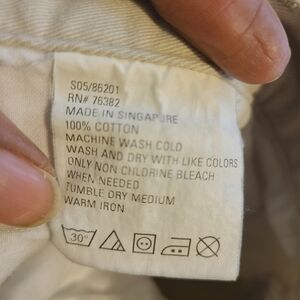 S05/86201
RN# 76382
MADE IN SINGAPORE
100% COTTON
MACHINE WASH COLD
WASH AND DRY WITH LIKE COLORS
ONLY NON CHLORINE BLEACH
WHEN NEEDED
TUMBLE DRY MEDIUM
WARM IRON
30°